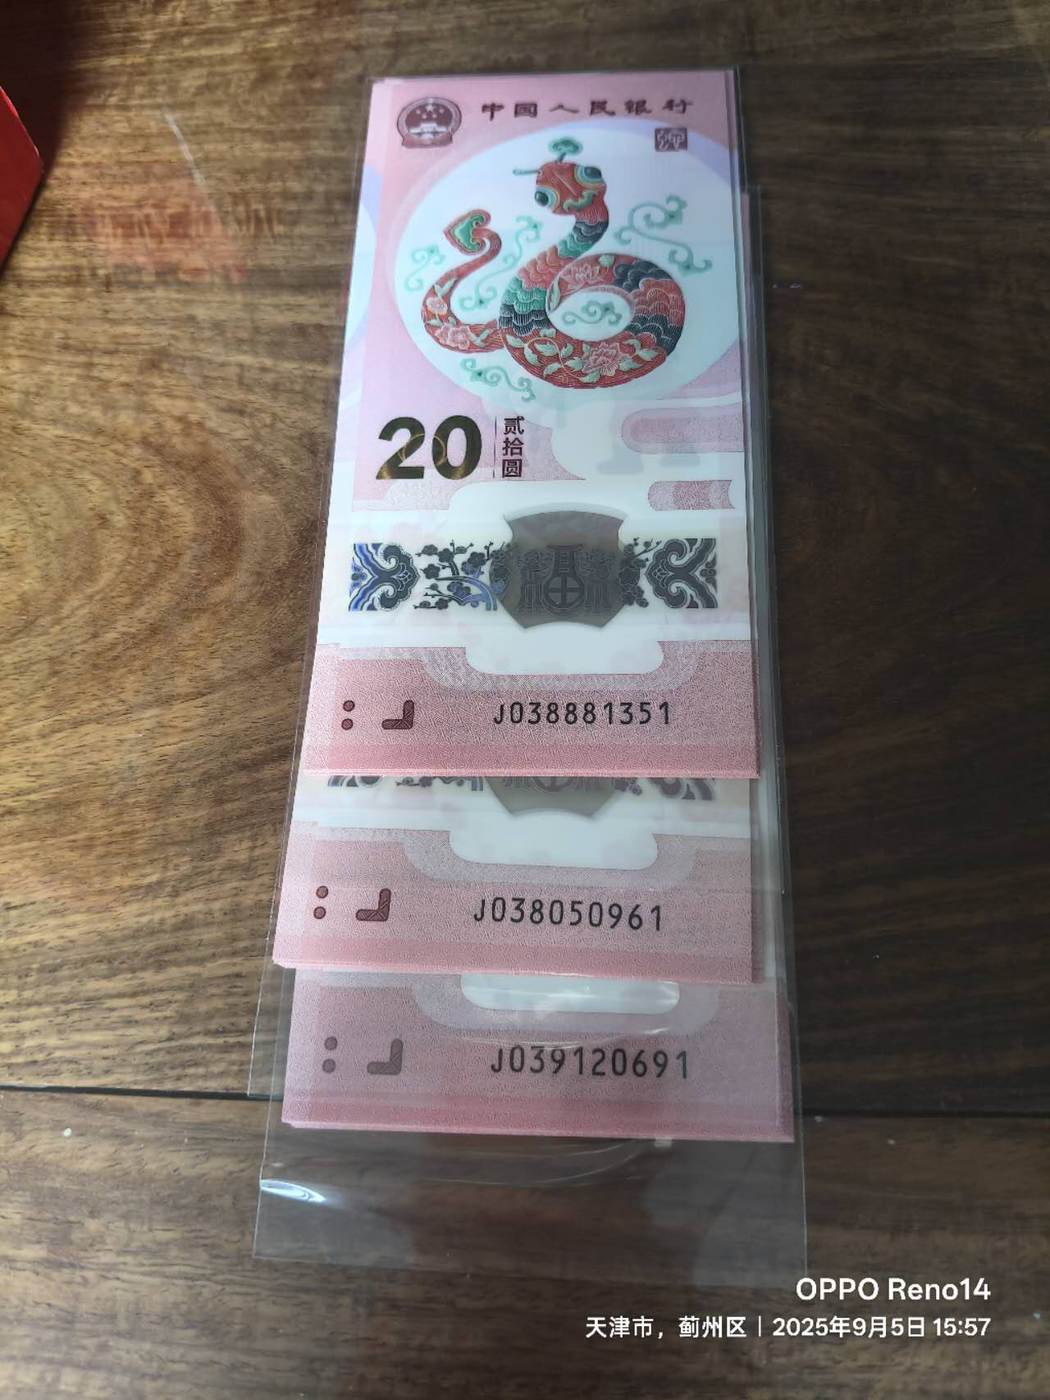 中国人民银行
20
贰拾圆
福
J038881351
J038050961
J039120691
OPPO Reno14
天津市，蓟州区 | 2025年9月5日 15:57